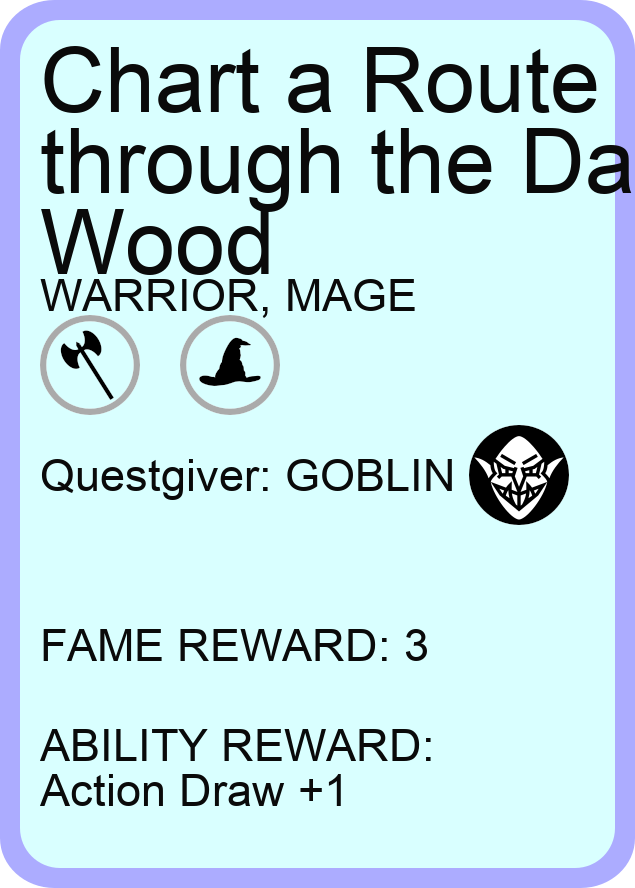 Chart a Route
through the Da
Wood
WARRIOR, MAGE
Questgiver: GOBLIN
FAME REWARD: 3
ABILITY REWARD:
Action Draw +1